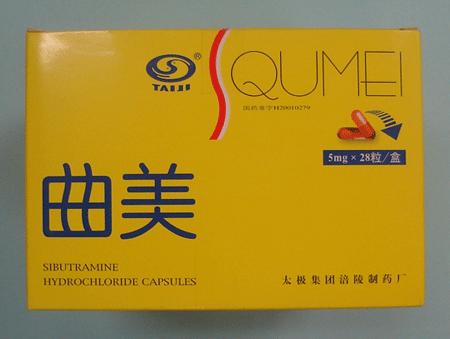 TAIJI
®
QUMEI
国药准字H20010279
5mg × 28粒/盒
曲美
SIBUTRAMINE
HYDROCHLORIDE CAPSULES
太极集团涪陵制药厂